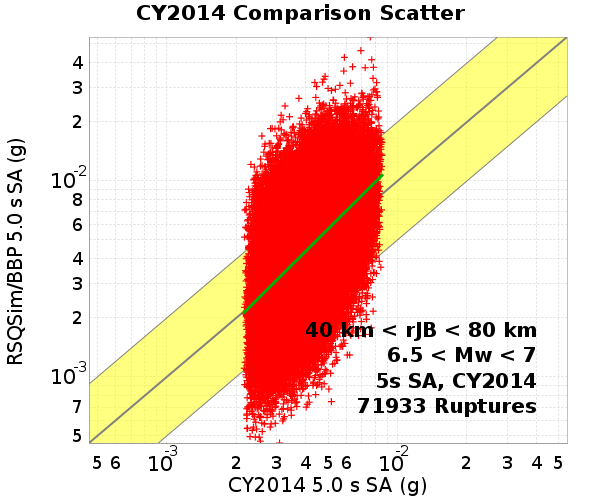 CY2014 Comparison Scatter
RSQSim/BBP 5.0 s SA (g)
4
3
2
10-2
8
6
4
3
2
10-3
7
5
40 km < rJB < 80 km
6.5 < Mw < 7
5s SA, CY2014
71933 Ruptures
5 6 10-3 2 3 4 5 6 10-2 2 3 4 5
CY2014 5.0 s SA (g)